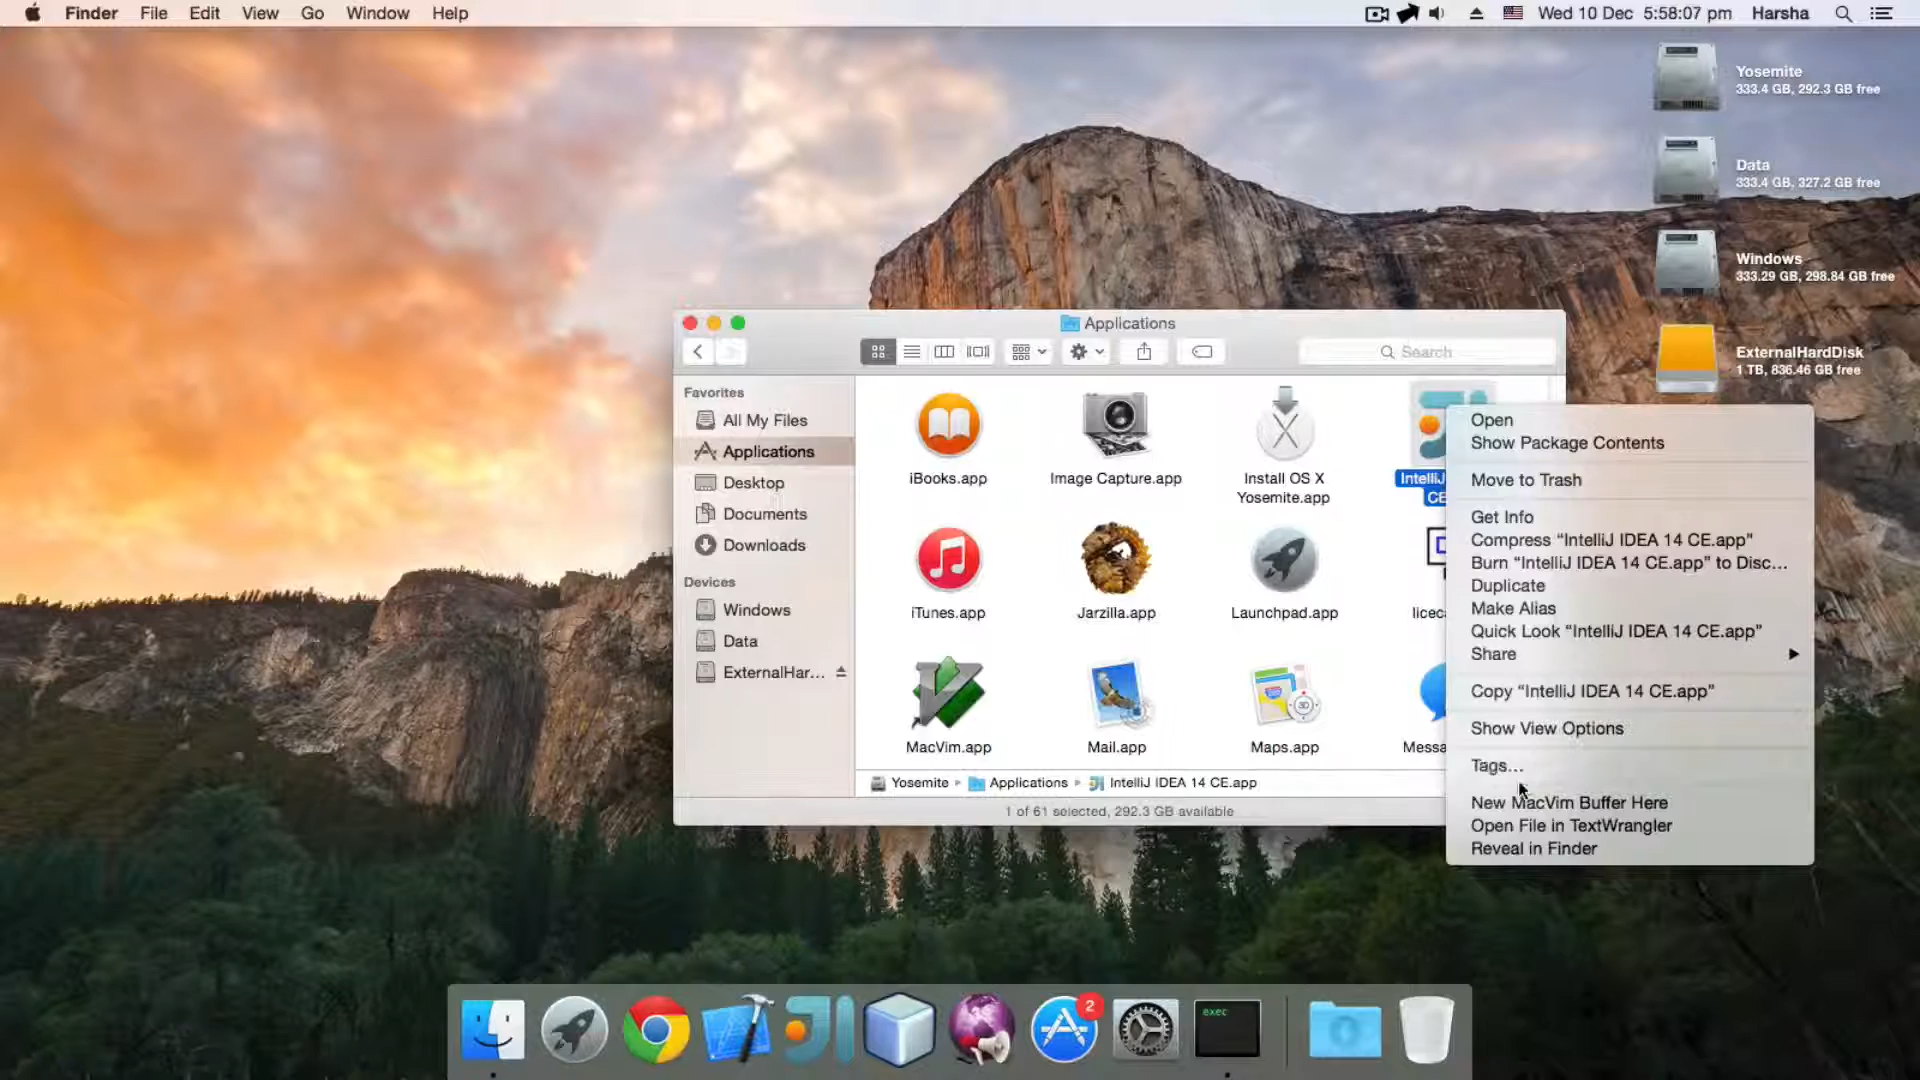 Finder File Edit View Go Window Help
Wed 10 Dec 5:58:07 pm Harsha
Yosemite
333.4 GB, 292.3 GB free
Data
333.4 GB, 327.2 GB free
Windows
333.29 GB, 298.84 GB free
ExternalHardDisk
1 TB, 836.46 GB free
Applications
Search
Favorites
All My Files
Applications
Desktop
Documents
Downloads
Devices
Windows
Data
ExternalHar...
iBooks.app
Image Capture.app
Install OS X
Yosemite.app
IntelliJ
CE
iTunes.app
Jarzilla.app
Launchpad.app
licec
MacVim.app
Mail.app
Maps.app
Messa
Yosemite Applications IntelliJ IDEA 14 CE.app
1 of 61 selected, 292.3 GB available
Open
Show Package Contents
Move to Trash
Get Info
Compress “IntelliJ IDEA 14 CE.app”
Burn “IntelliJ IDEA 14 CE.app” to Disc...
Duplicate
Make Alias
Quick Look “IntelliJ IDEA 14 CE.app”
Share
Copy “IntelliJ IDEA 14 CE.app”
Show View Options
Tags...
New MacVim Buffer Here
Open File in TextWrangler
Reveal in Finder
2
exec